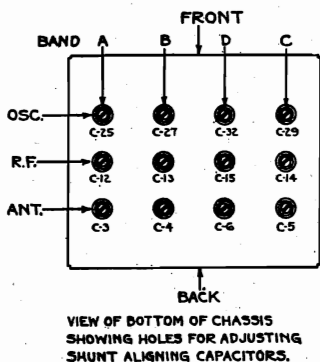 FRONT
BAND A B D C
OSC.
C-25 C-27 C-32 C-29
R.F.
C-12 C-13 C-15 C-14
ANT.
C-3 C-4 C-6 C-5
BACK
VIEW OF BOTTOM OF CHASSIS
SHOWING HOLES FOR ADJUSTING
SHUNT ALIGNING CAPACITORS.